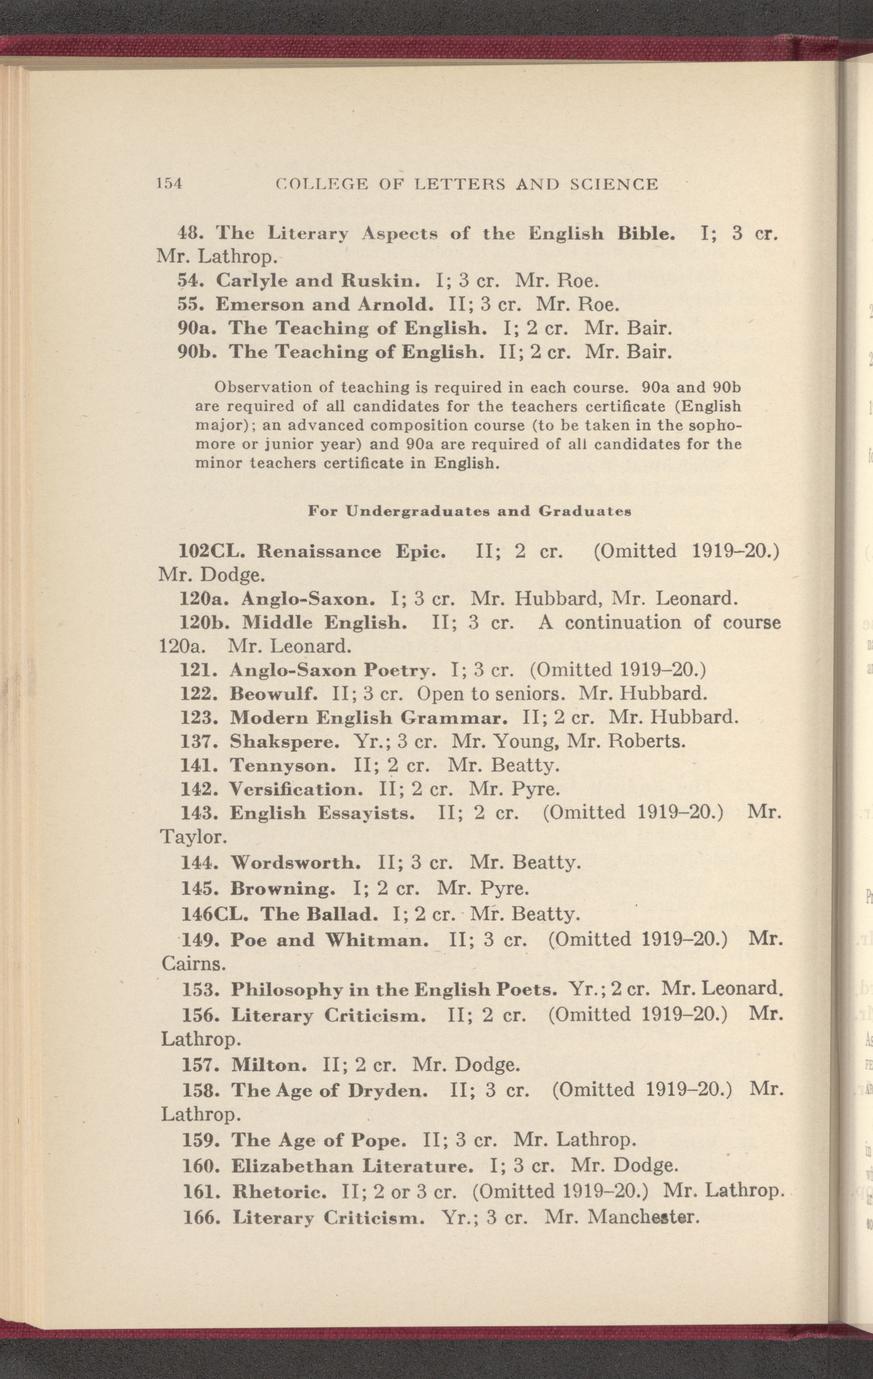 154 COLLEGE OF LETTERS AND SCIENCE
48. The Literary Aspects of the English Bible. I; 3 cr.
Mr. Lathrop.
54. Carlyle and Ruskin. I; 3 cr. Mr. Roe.
55. Emerson and Arnold. II; 3 cr. Mr. Roe.
90a. The Teaching of English. I; 2 cr. Mr. Bair.
90b. The Teaching of English. II; 2 cr. Mr. Bair.
Observation of teaching is required in each course. 90a and 90b
are required of all candidates for the teachers certificate (English
major); an advanced composition course (to be taken in the sopho-
more or junior year) and 90a are required of all candidates for the
minor teachers certificate in English.
For Undergraduates and Graduates
102CL. Renaissance Epic. II; 2 cr. (Omitted 1919–20.)
Mr. Dodge.
120a. Anglo-Saxon. I; 3 cr. Mr. Hubbard, Mr. Leonard.
120b. Middle English. II; 3 cr. A continuation of course
120a. Mr. Leonard.
121. Anglo-Saxon Poetry. I; 3 cr. (Omitted 1919–20.)
122. Beowulf. II; 3 cr. Open to seniors. Mr. Hubbard.
123. Modern English Grammar. II; 2 cr. Mr. Hubbard.
137. Shakspere. Yr.; 3 cr. Mr. Young, Mr. Roberts.
141. Tennyson. II; 2 cr. Mr. Beatty.
142. Versification. II; 2 cr. Mr. Pyre.
143. English Essayists. II; 2 cr. (Omitted 1919–20.) Mr.
Taylor.
144. Wordsworth. II; 3 cr. Mr. Beatty.
145. Browning. I; 2 cr. Mr. Pyre.
146CL. The Ballad. I; 2 cr. Mr. Beatty.
149. Poe and Whitman. II; 3 cr. (Omitted 1919–20.) Mr.
Cairns.
153. Philosophy in the English Poets. Yr.; 2 cr. Mr. Leonard.
156. Literary Criticism. II; 2 cr. (Omitted 1919–20.) Mr.
Lathrop.
157. Milton. II; 2 cr. Mr. Dodge.
158. The Age of Dryden. II; 3 cr. (Omitted 1919–20.) Mr.
Lathrop.
159. The Age of Pope. II; 3 cr. Mr. Lathrop.
160. Elizabethan Literature. I; 3 cr. Mr. Dodge.
161. Rhetoric. II; 2 or 3 cr. (Omitted 1919–20.) Mr. Lathrop.
166. Literary Criticism. Yr.; 3 cr. Mr. Manchester.